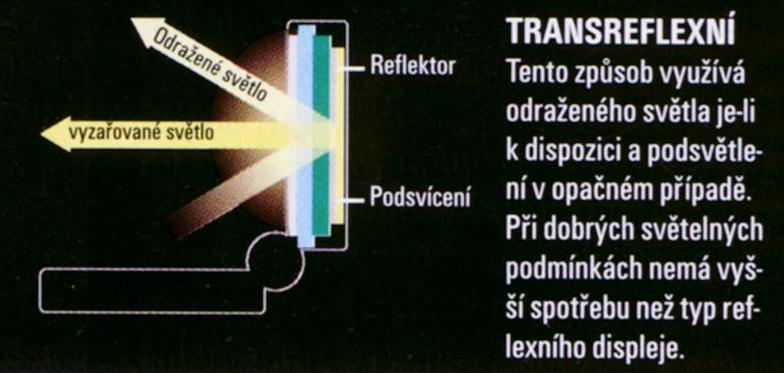 Odražené světlo
vyzařované světlo
Reflektor
Podsvícení
TRANSREFLEXNÍ
Tento způsob využívá
odraženého světla je-li
k dispozici a podsvětle-
ní v opačném případě.
Při dobrých světelných
podmínkách nemá vyš-
ší spotřebu než typ ref-
lexního displeje.